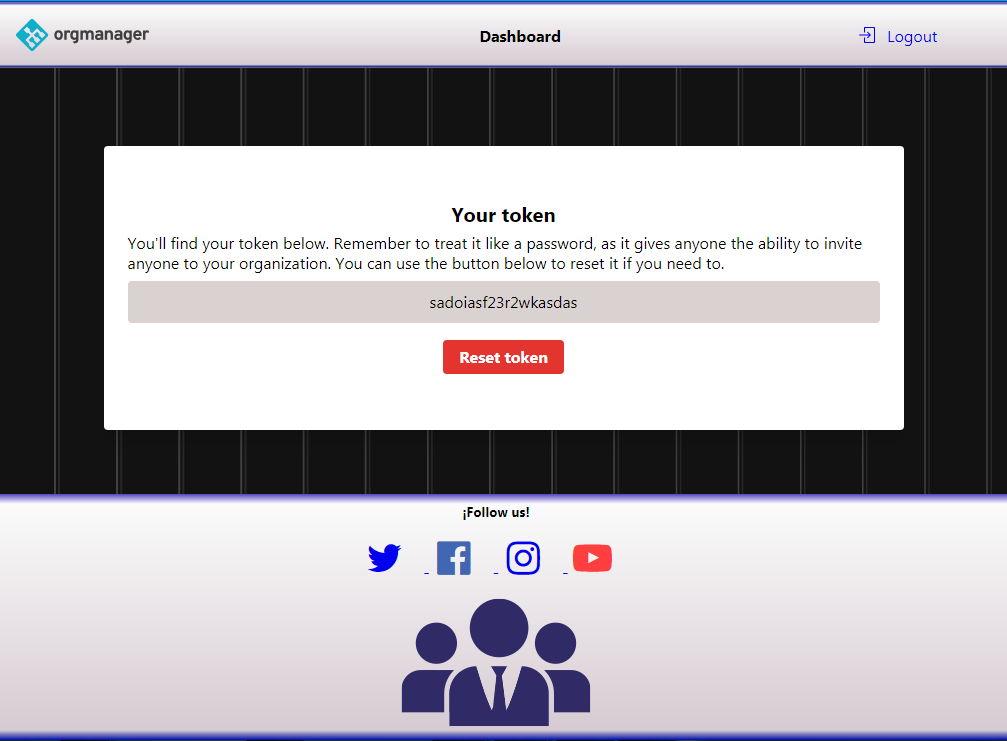 orgmanager
Dashboard
Logout
Your token
You'll find your token below. Remember to treat it like a password, as it gives anyone the ability to invite
anyone to your organization. You can use the button below to reset it if you need to.
sadoiasf23r2wkasdas
Reset token
¡Follow us!